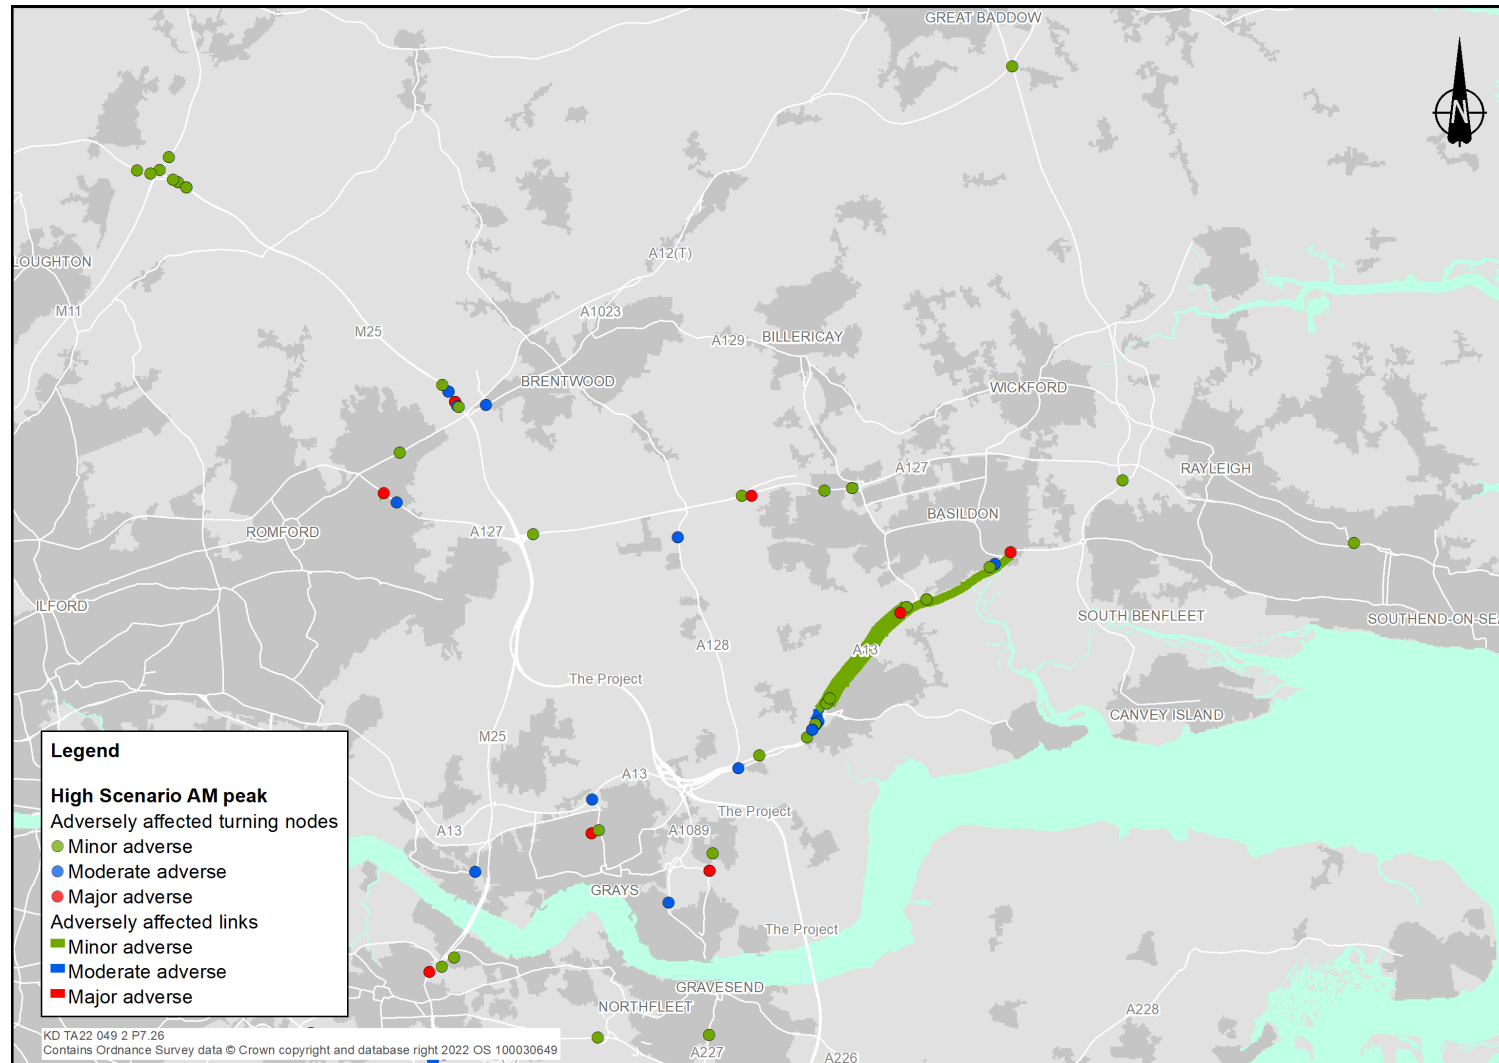 GREAT BADDOW
N
LOUGHTON
A12(T)
M11
A1023
M25
A129
BILLERICAY
BRENTWOOD
WICKFORD
A127
RAYLEIGH
BASILDON
ROMFORD
A127
ILFORD
SOUTH BENFLEET
SOUTHEND-ON-SEA
A128
A13
The Project
CANVEY ISLAND
M25
A13
The Project
A13
A1089
GRAYS
The Project
GRAVESEND
NORTHFLEET
A228
A227
A226
Legend
High Scenario AM peak
Adversely affected turning nodes
Minor adverse
Moderate adverse
Major adverse
Adversely affected links
Minor adverse
Moderate adverse
Major adverse
KD TA22 049 2 P7.26
Contains Ordnance Survey data © Crown copyright and database right 2022 OS 100030649